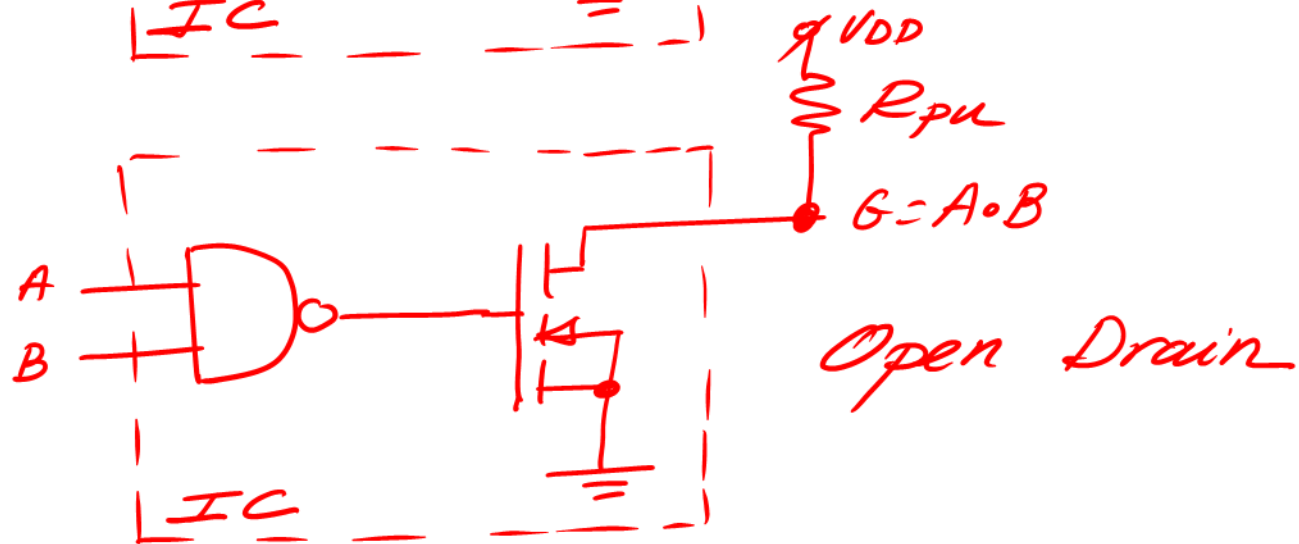 IC
VDD
Rpu
G=A•B
A
B
Open Drain
IC